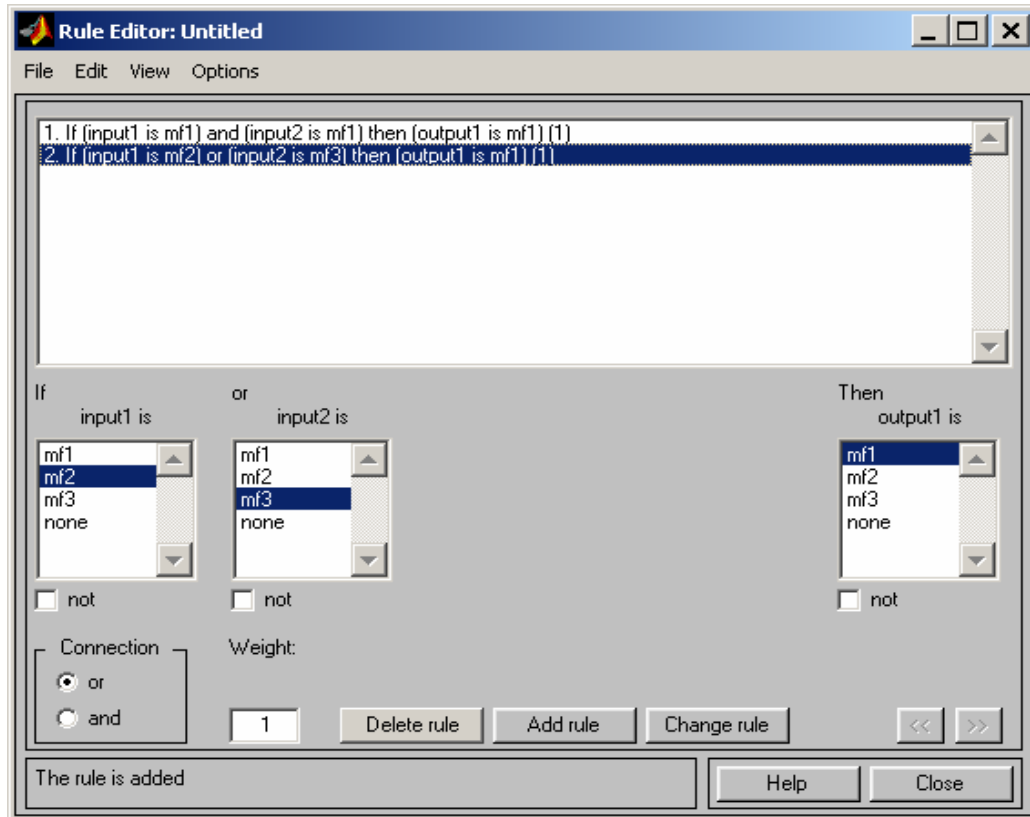 Rule Editor: Untitled
File Edit View Options
1. If (input1 is mf1) and (input2 is mf1) then (output1 is mf1) (1)
2. If (input1 is mf2) or (input2 is mf3) then (output1 is mf1) (1)
If or Then
input1 is input2 is output1 is
mf1 mf1 mf1
mf2 mf2 mf2
mf3 mf3 mf3
none none none
not not not
Connection Weight:
or
and 1 Delete rule Add rule Change rule << >>
The rule is added Help Close